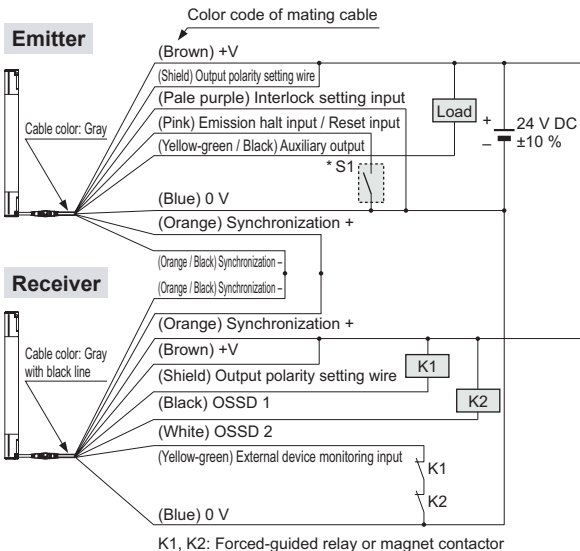 Color code of mating cable
Emitter
(Brown) +V
(Shield) Output polarity setting wire
(Pale purple) Interlock setting input
(Pink) Emission halt input / Reset input
(Yellow-green / Black) Auxiliary output
Cable color: Gray
Load
+
–
24 V DC
±10 %
* S1
(Blue) 0 V
(Orange) Synchronization +
(Orange / Black) Synchronization –
(Orange / Black) Synchronization –
Receiver
(Orange) Synchronization +
(Brown) +V
Cable color: Gray
with black line
(Shield) Output polarity setting wire
K1
(Black) OSSD 1
K2
(White) OSSD 2
(Yellow-green) External device monitoring input
K1
K2
(Blue) 0 V
K1, K2: Forced-guided relay or magnet contactor